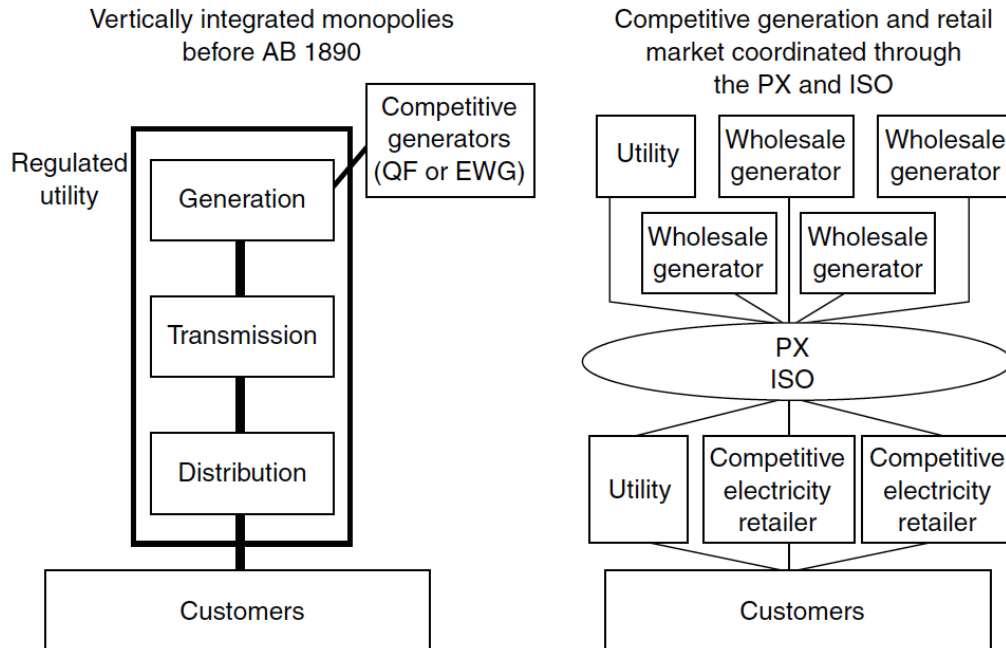 Vertically integrated monopolies
before AB 1890
Competitive
generators
(QF or EWG)
Regulated
utility
Generation
Transmission
Distribution
Customers
Competitive generation and retail
market coordinated through
the PX and ISO
Utility
Wholesale
generator
Wholesale
generator
Wholesale
generator
Wholesale
generator
PX
ISO
Utility
Competitive
electricity
retailer
Competitive
electricity
retailer
Customers